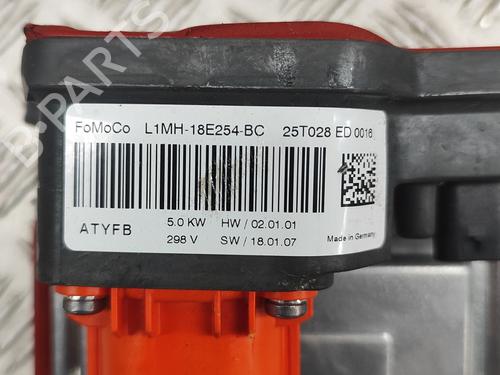 B-PARTS
FoMoCo L1MH-18E254-BC 25T028 ED 0016
ATYFB 5.0 KW HW / 02.01.01
298 V SW / 18.01.07
Made in Germany